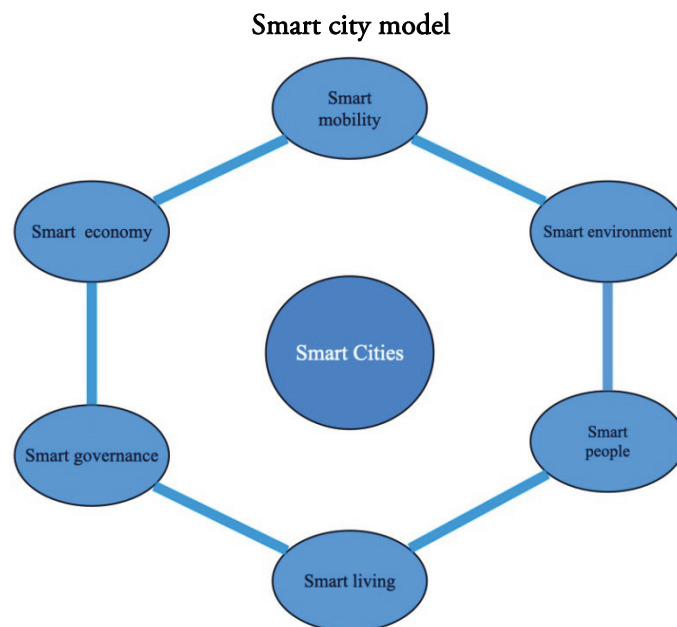 Smart city model
Smart
mobility
Smart economy
Smart environment
Smart Cities
Smart governance
Smart
people
Smart living